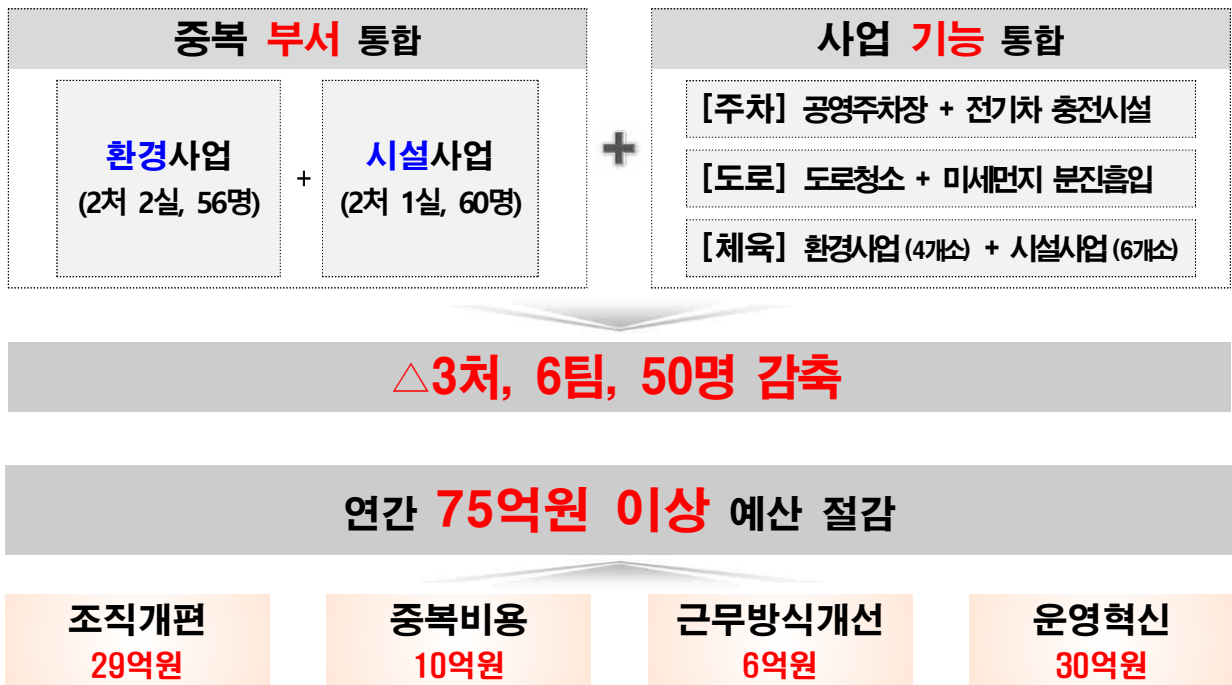 중복 부서 통합
환경사업
(2처 2실, 56명)
+
시설사업
(2처 1실, 60명)
+
사업 기능 통합
[주차] 공영주차장 + 전기차 충전시설
[도로] 도로청소 + 미세먼지 분진흡입
[체육] 환경사업(4개소) + 시설사업(6개소)
△3처, 6팀, 50명 감축
연간 75억원 이상 예산 절감
조직개편
29억원
중복비용
10억원
근무방식개선
6억원
운영혁신
30억원